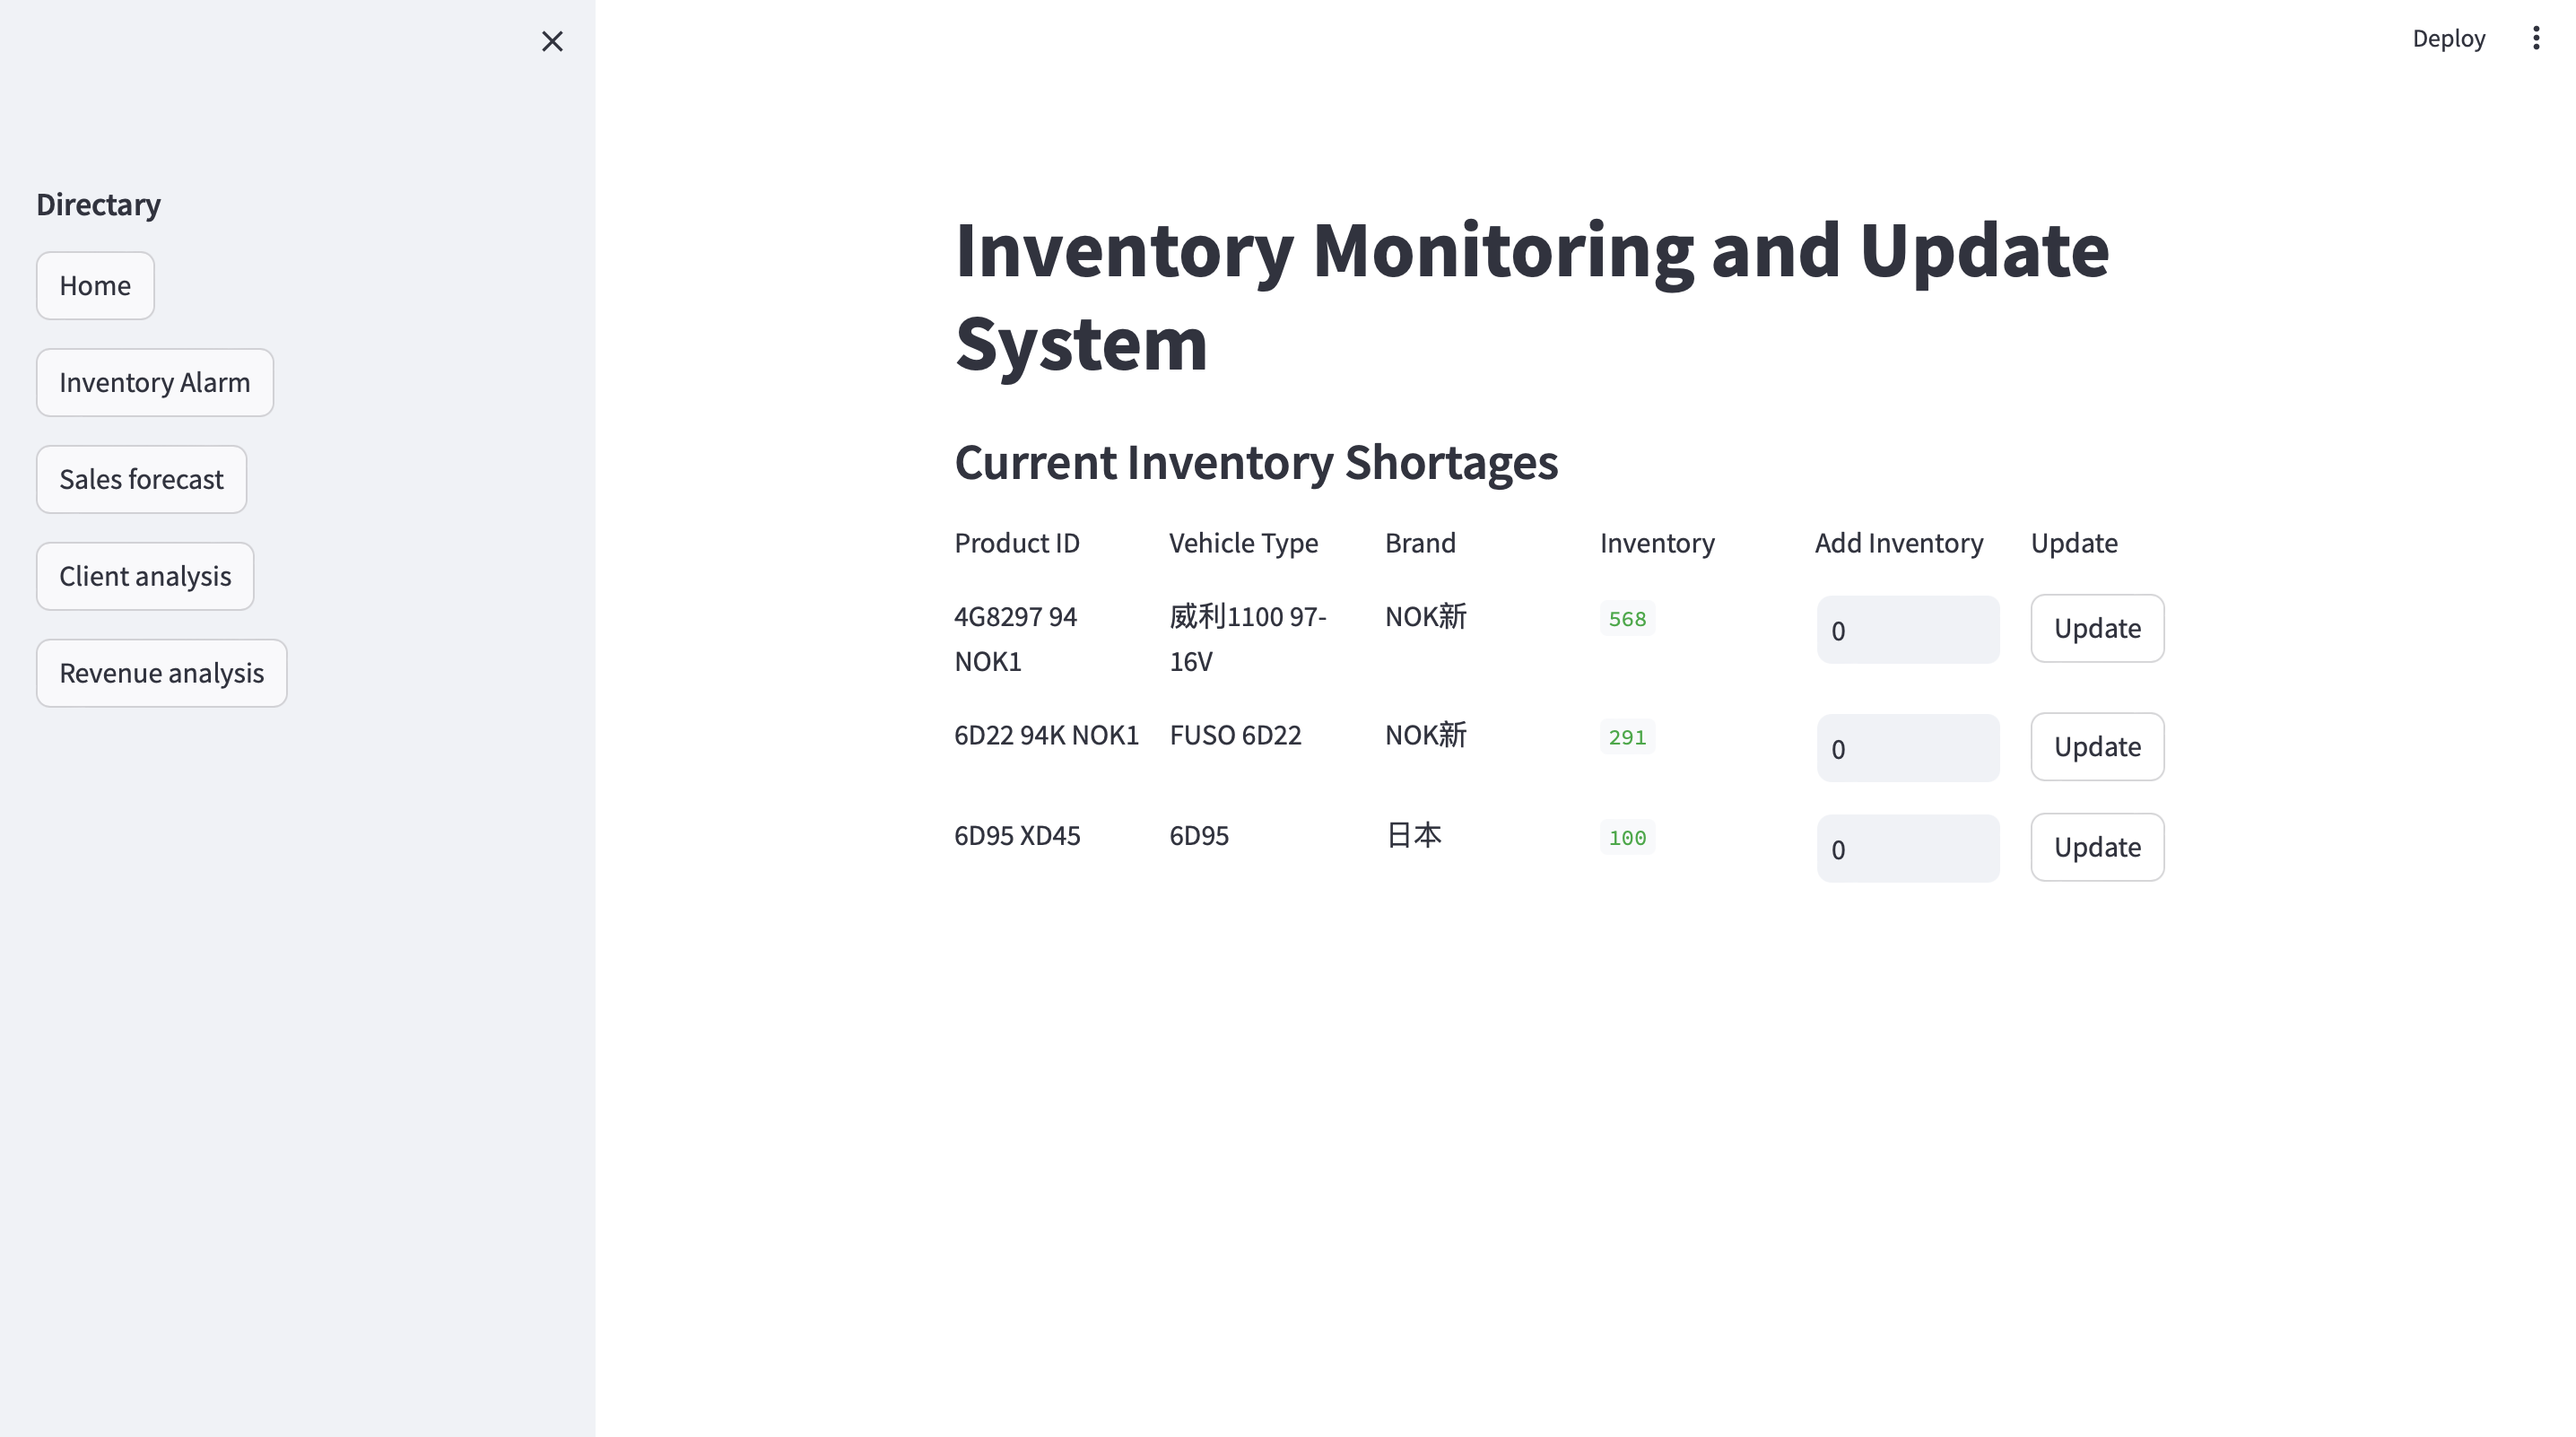 Deploy
Directary
Home
Inventory Alarm
Sales forecast
Client analysis
Revenue analysis
Inventory Monitoring and Update
System
Current Inventory Shortages
Product ID Vehicle Type Brand Inventory Add Inventory Update
4G8297 94 威利1100 97- NOK新 568 0 Update
NOK1 16V
6D22 94K NOK1 FUSO 6D22 NOK新 291 0 Update
6D95 XD45 6D95 日本 100 0 Update